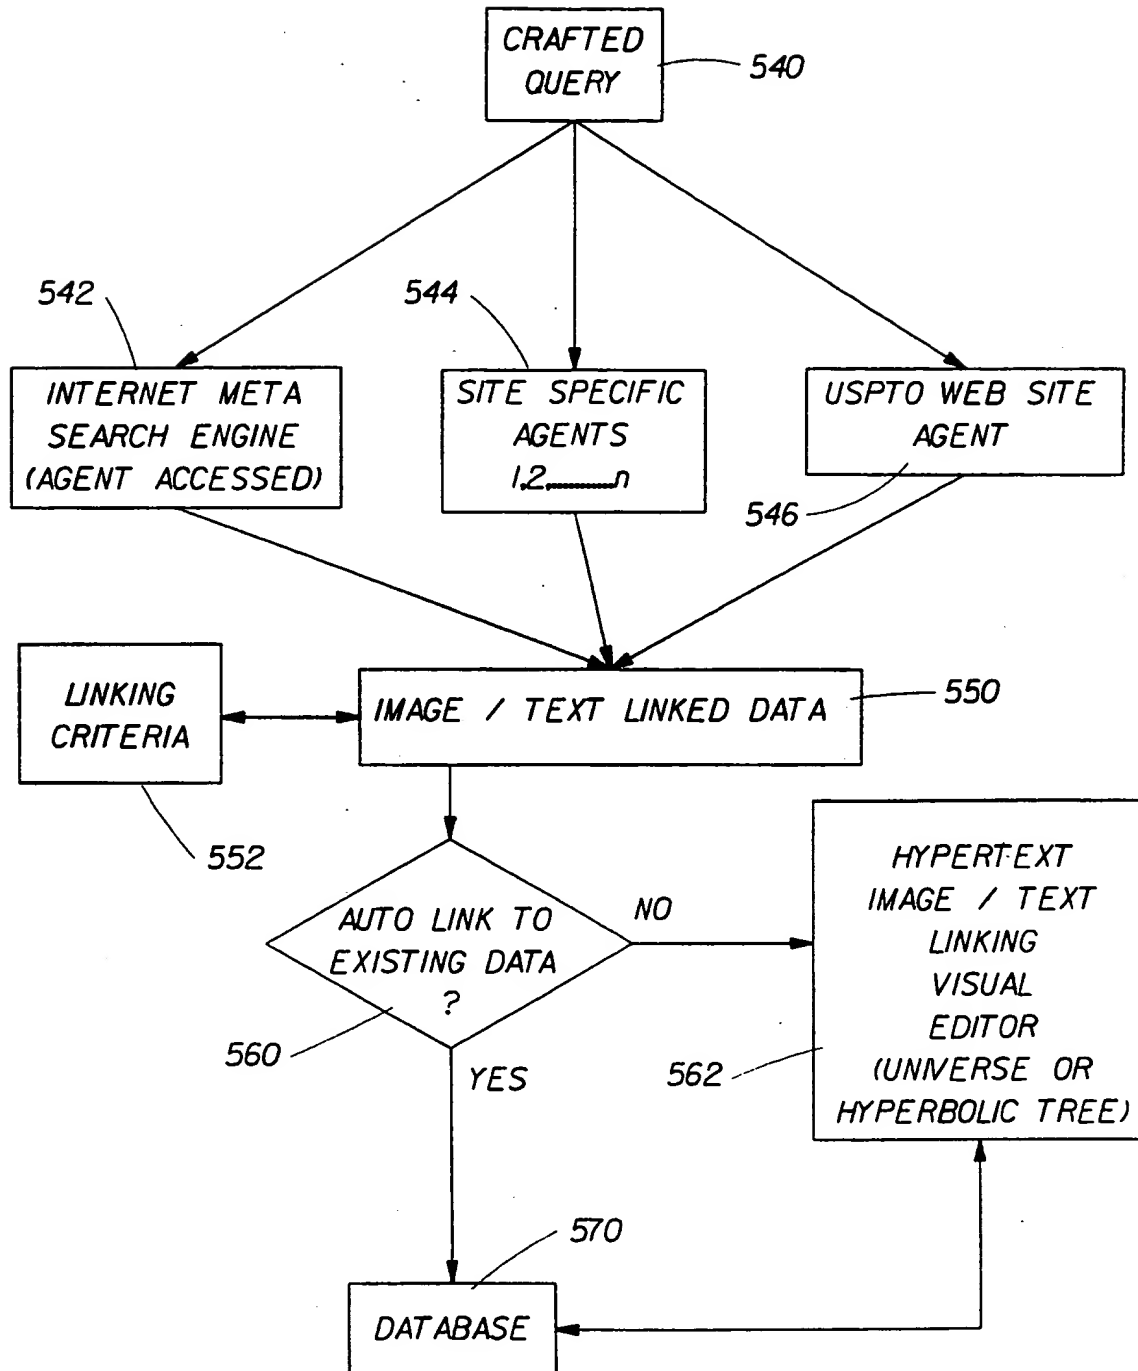 CRAFTED
QUERY
540
542
544
INTERNET META
SEARCH ENGINE
(AGENT ACCESSED)
SITE SPECIFIC
AGENTS
1,2,..............n
USPTO WEB SITE
AGENT
546
LINKING
CRITERIA
IMAGE / TEXT LINKED DATA
550
552
AUTO LINK TO
EXISTING DATA
?
NO
560
YES
HYPERTEXT
IMAGE / TEXT
LINKING
VISUAL
EDITOR
(UNIVERSE OR
HYPERBOLIC TREE)
562
570
DATABASE